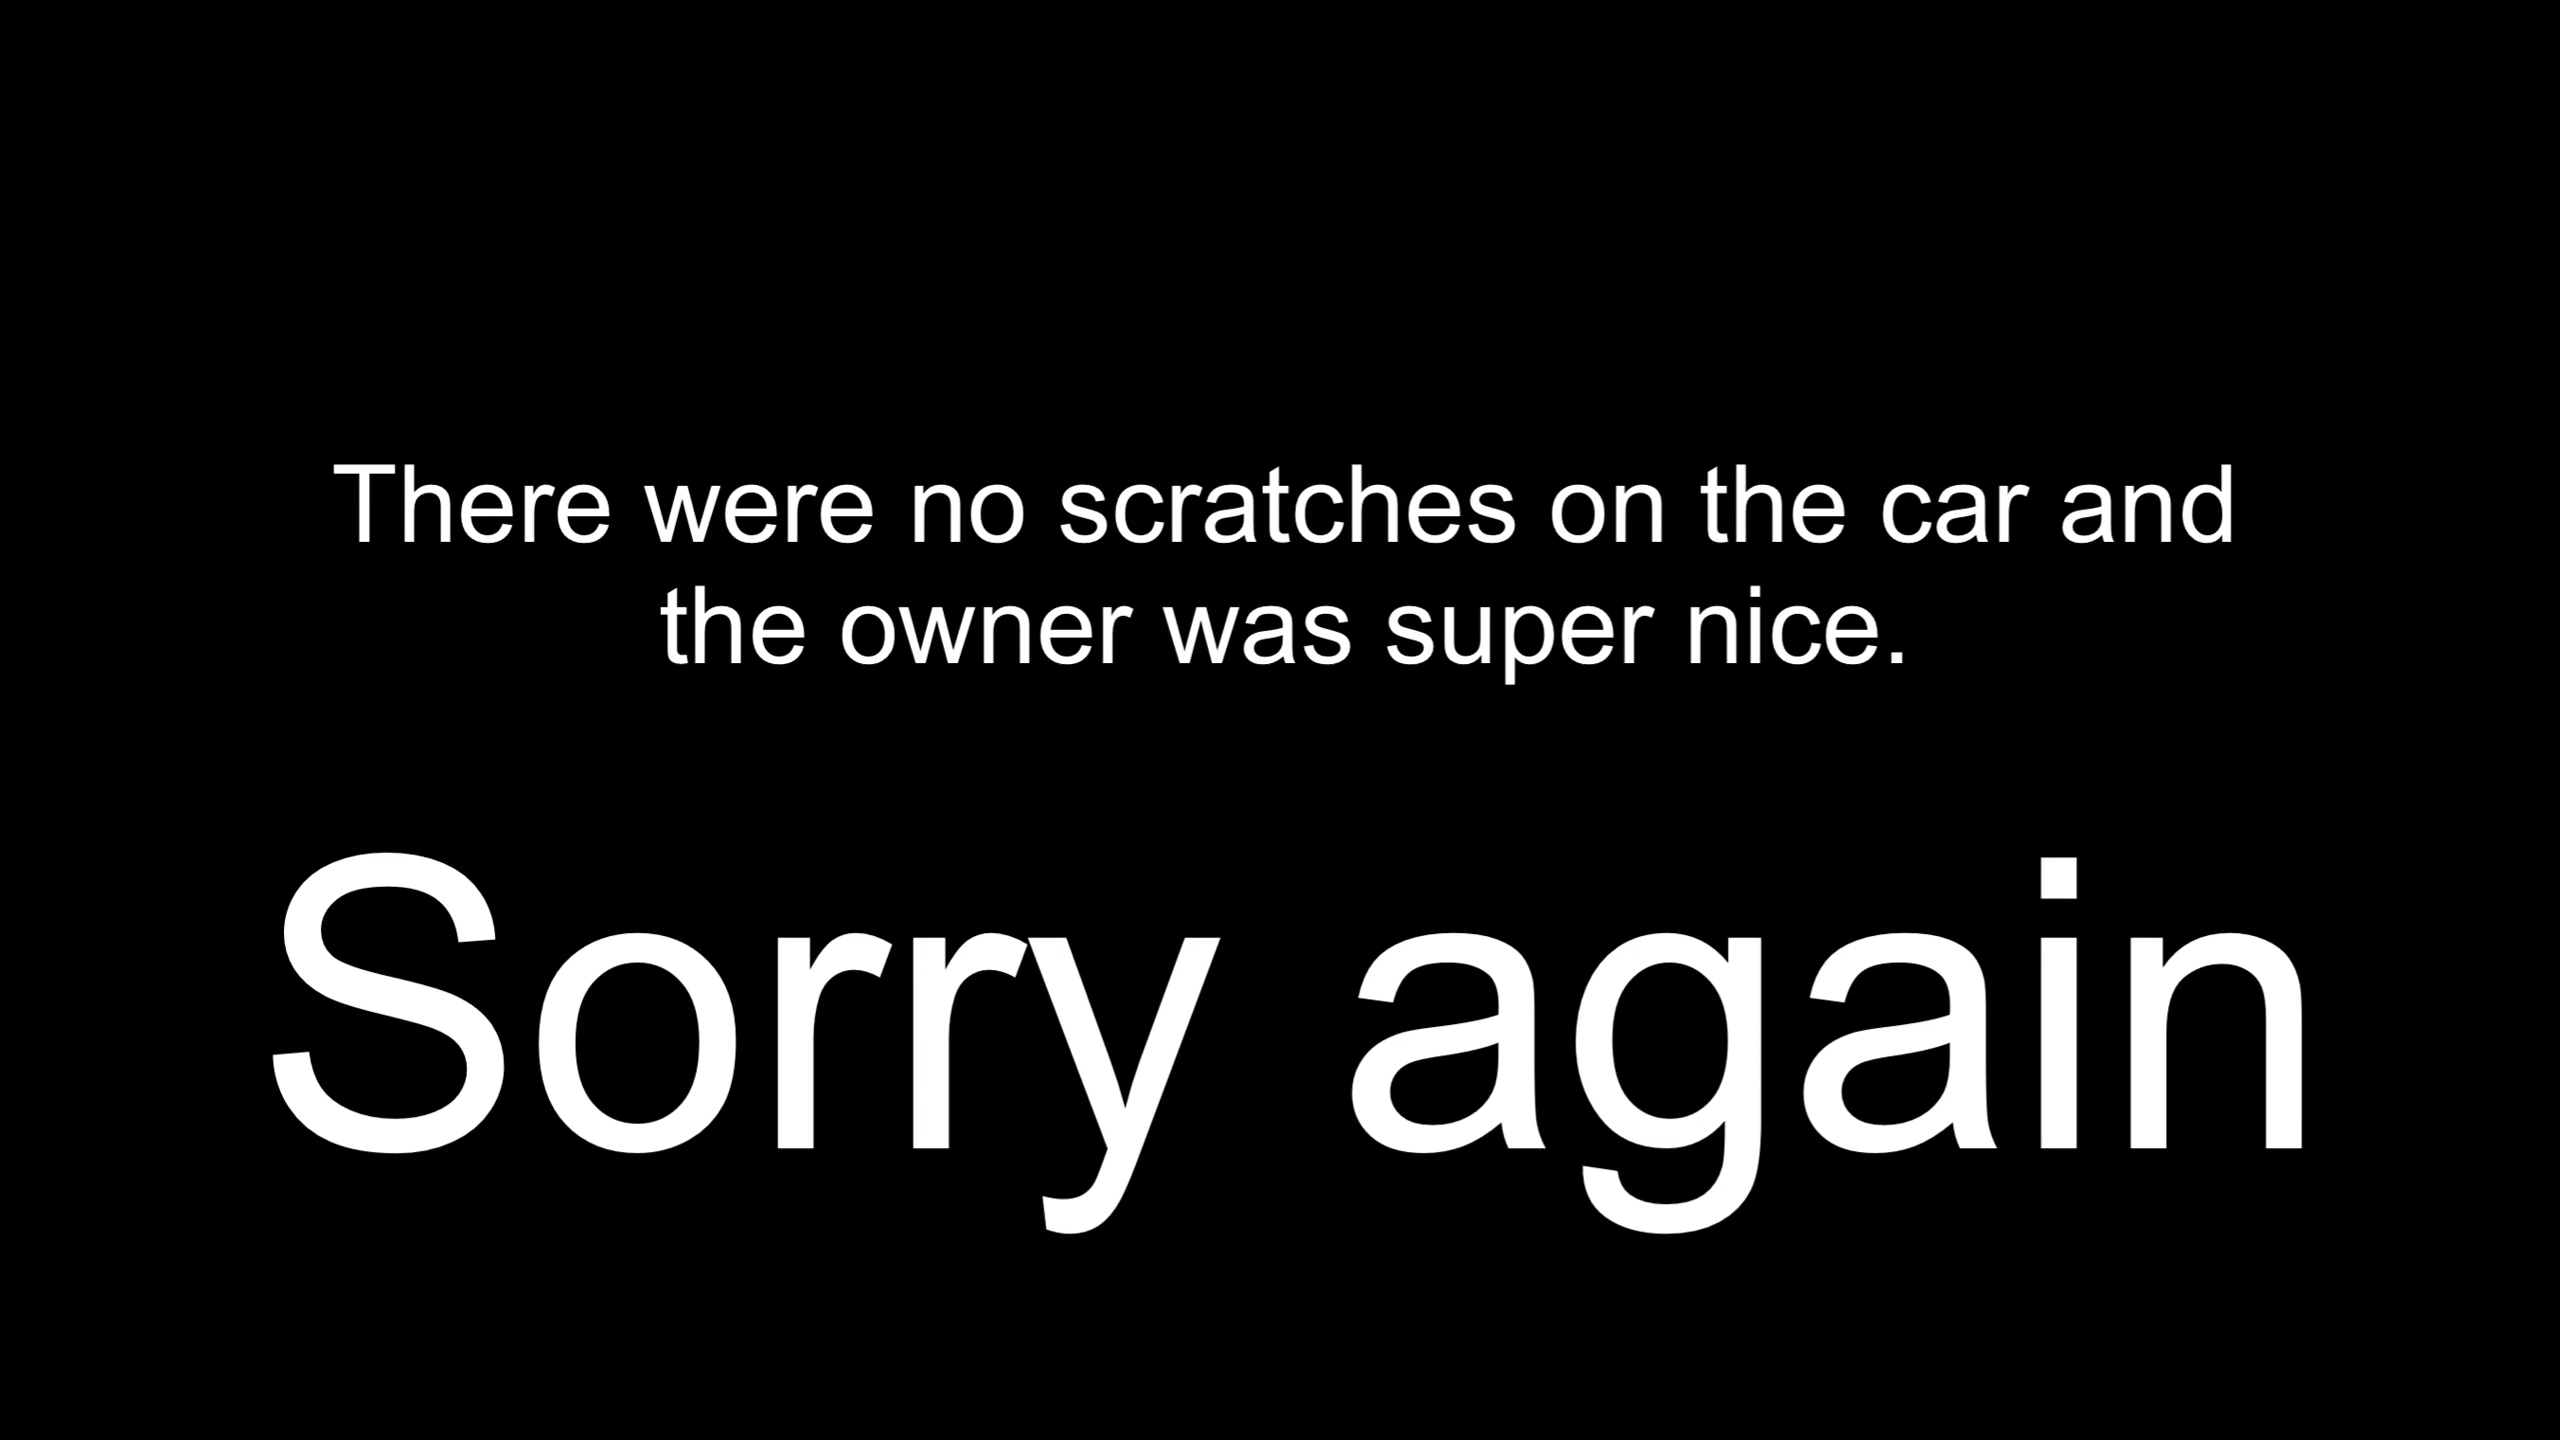 There were no scratches on the car and
the owner was super nice.
Sorry again